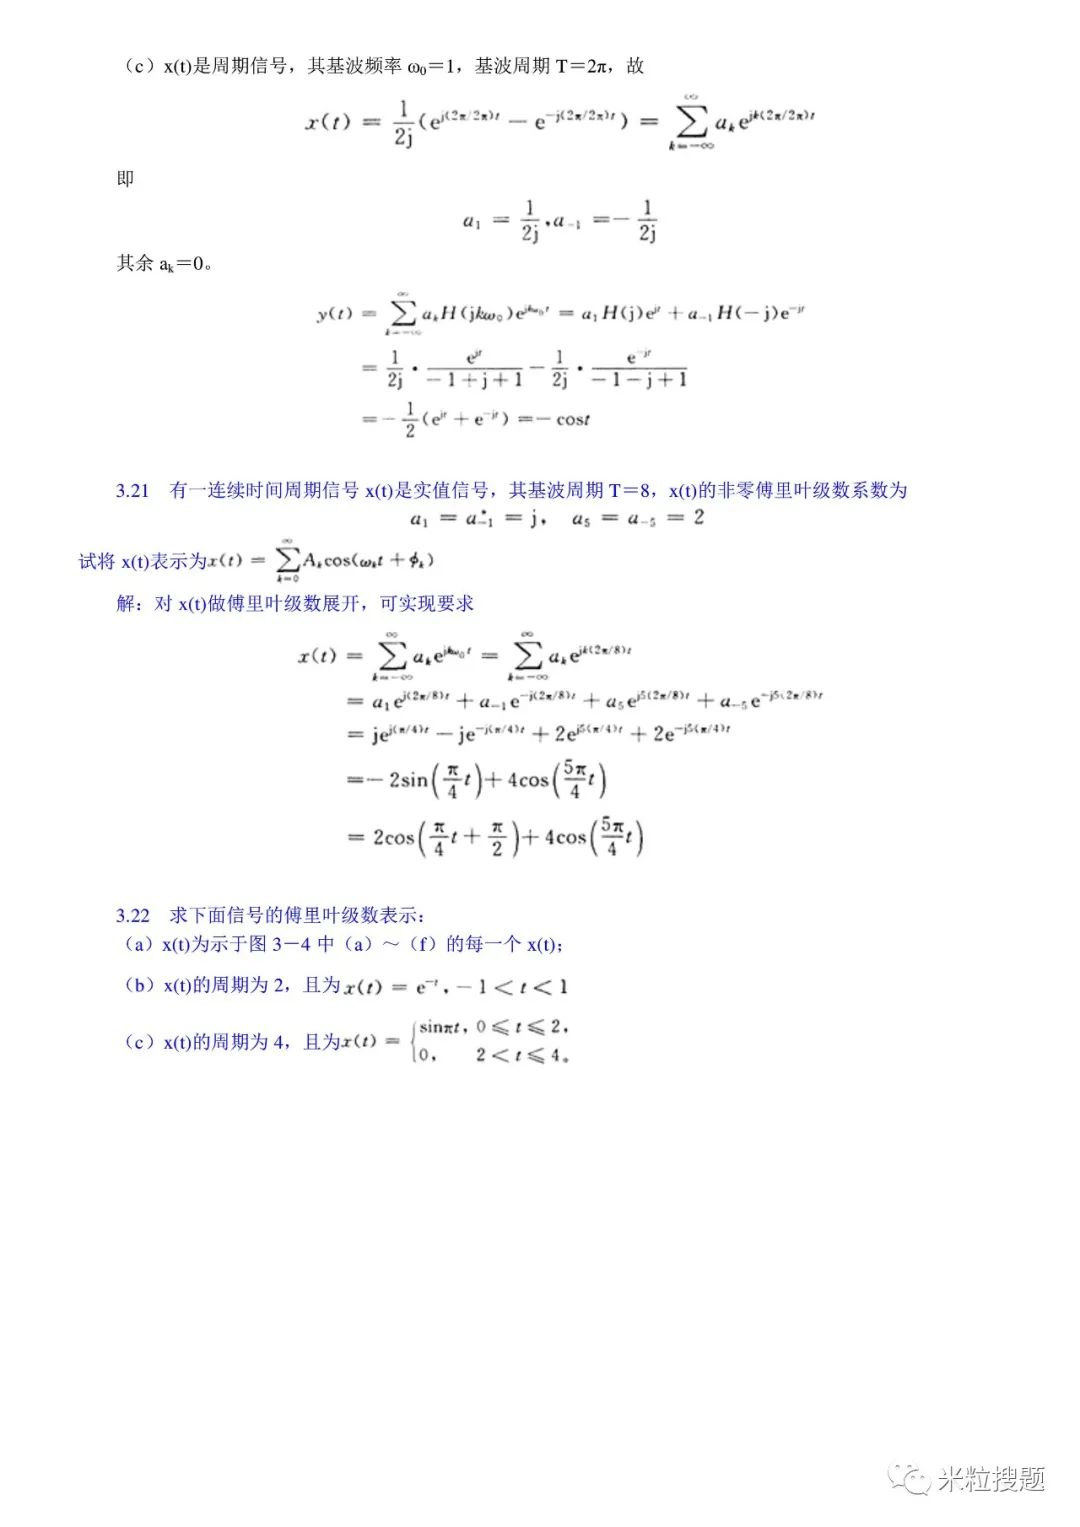 （c）x(t)是周期信号，其基波频率 ω₀＝1，基波周期 T＝2π，故
x(t) = 1/2j (e^{j(2π/2π)t} − e^{−j(2π/2π)t}) = ∑_{k=−∞}^{∞} a_k e^{jk(2π/2π)t}
即
a₁ = 1/2j, a₋₁ = − 1/2j
其余 a_k＝0。
y(t) = ∑_{k=−∞}^{∞} a_k H(jkω₀)e^{jkω₀t} = a₁H(j)e^{jt} + a₋₁H(−j)e^{−jt}
= 1/2j · e^{jt}/(−1+j+1) − 1/2j · e^{−jt}/(−1−j+1)
= − 1/2 (e^{jt} + e^{−jt}) = − cost
3.21 有一连续时间周期信号 x(t)是实值信号，其基波周期 T＝8，x(t)的非零傅里叶级数系数为
a₁ = a*₋₁ = j, a₅ = a₋₅ = 2
试将 x(t)表示为x(t) = ∑_{k=0}^{∞} A_k cos(ω_k t + ϕ_k)
解：对 x(t)做傅里叶级数展开，可实现要求
x(t) = ∑_{k=−∞}^{∞} a_k e^{jkω₀t} = ∑_{k=−∞}^{∞} a_k e^{jk(2π/8)t}
= a₁e^{j(2π/8)t} + a₋₁e^{−j(2π/8)t} + a₅e^{j5(2π/8)t} + a₋₅e^{−j5(2π/8)t}
= je^{j(π/4)t} − je^{−j(π/4)t} + 2e^{j5(π/4)t} + 2e^{−j5(π/4)t}
= − 2sin(π/4 t) + 4cos(5π/4 t)
= 2cos(π/4 t + π/2) + 4cos(5π/4 t)
3.22 求下面信号的傅里叶级数表示：
（a）x(t)为示于图 3－4 中（a）～（f）的每一个 x(t)；
（b）x(t)的周期为 2，且为x(t) = e^{−t}, − 1 < t < 1
（c）x(t)的周期为 4，且为x(t) = { sinπt, 0 ⩽ t ⩽ 2,
0, 2 < t ⩽ 4。
米粒搜题